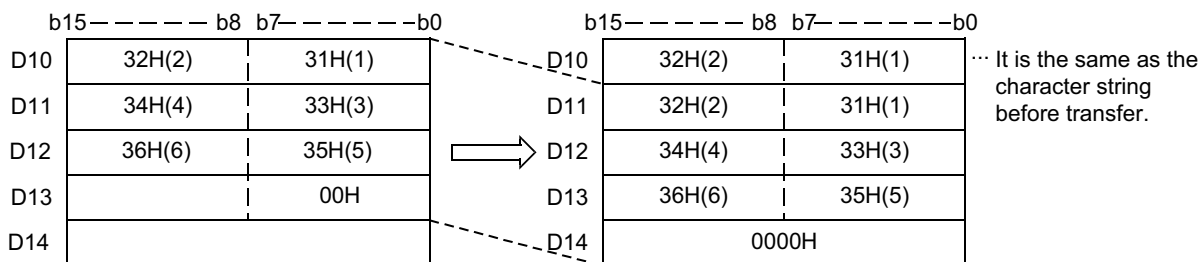 b15 — — — — — b8 b7 — — — — — b0 b15 — — — — — b8 b7 — — — — — b0
D10 32H(2) 31H(1) D10 32H(2) 31H(1) ··· It is the same as the
character string
D11 34H(4) 33H(3) D11 32H(2) 31H(1) before transfer.
D12 36H(6) 35H(5) D12 34H(4) 33H(3)
D13 00H D13 36H(6) 35H(5)
D14 D14 0000H